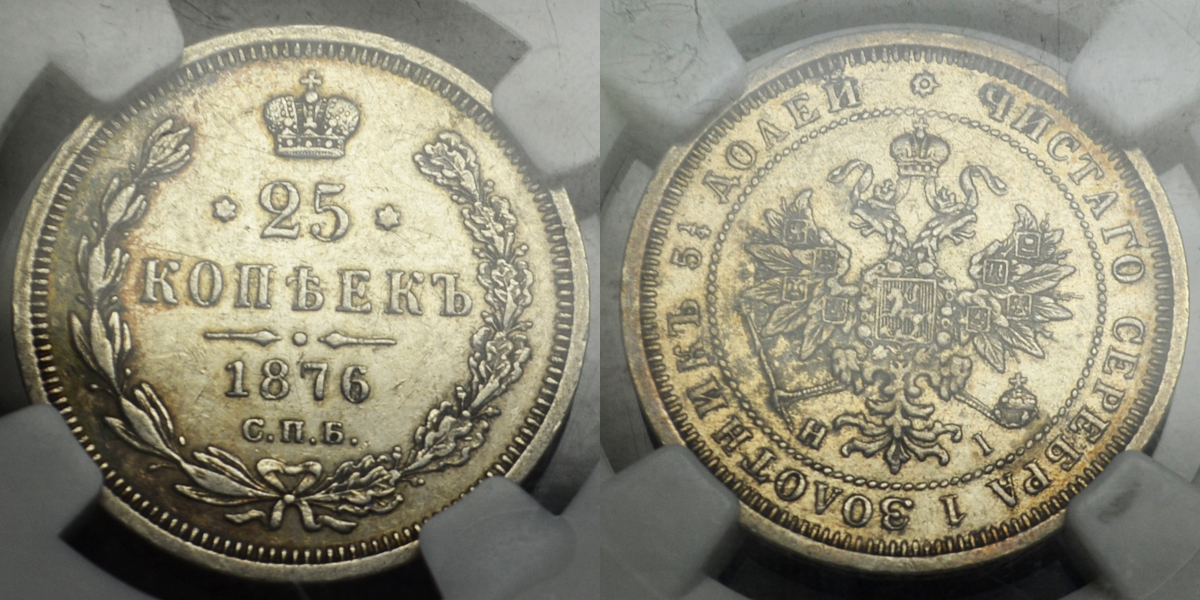 · 25 ·
КОПѢЕКЪ
1876
С.П.Б.
ЧИСТАГО СЕРЕБРА 1 ЗОЛОТНИКЪ 5¼ ДОЛЕЙ
Н I